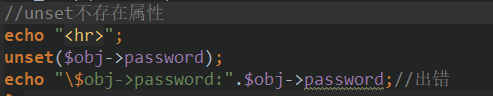 //unset不存在属性
echo "<hr>";
unset($obj->password);
echo "\$obj->password:".$obj->password;//出错